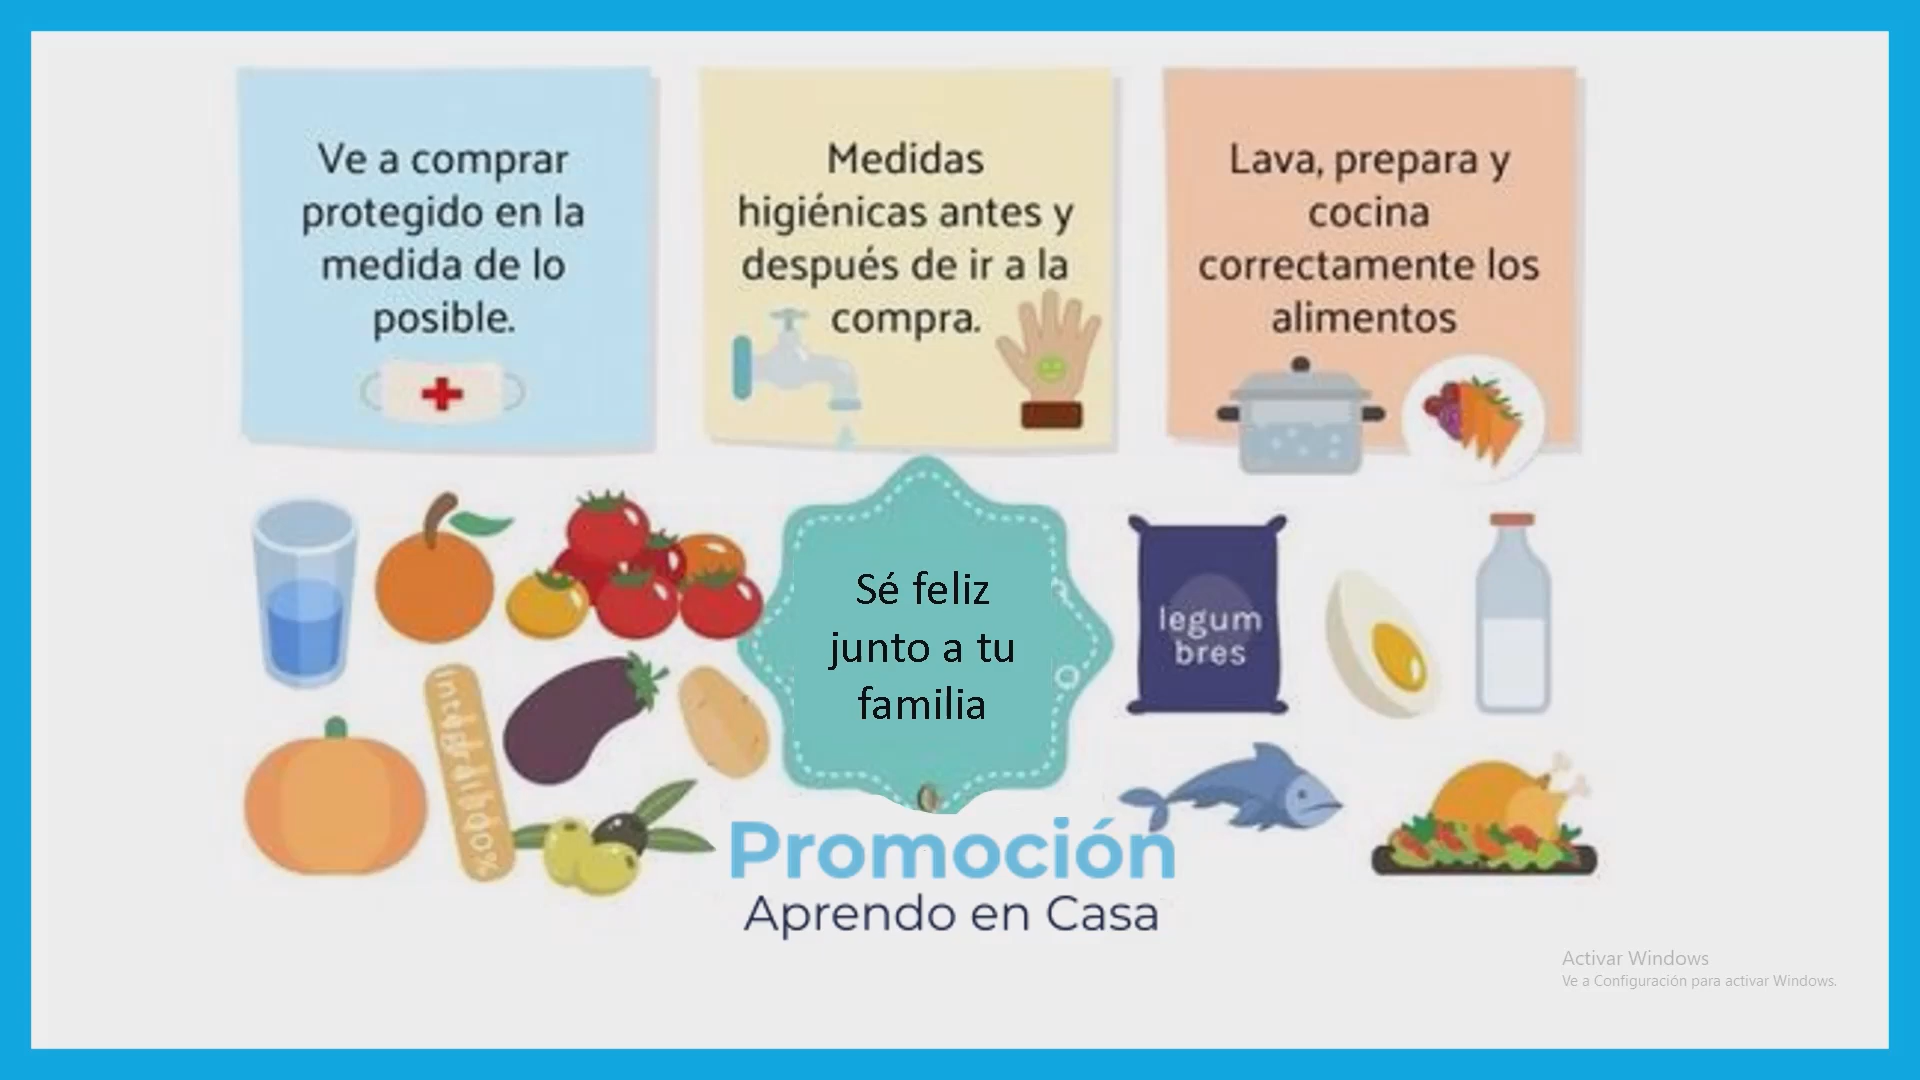 Ve a comprar
protegido en la
medida de lo
posible.
Medidas
higiénicas antes y
después de ir a la
compra.
Lava, prepara y
cocina
correctamente los
alimentos
Sé feliz
junto a tu
familia
legum
bres
Promoción
Aprendo en Casa
Activar Windows
Ve a Configuración para activar Windows.